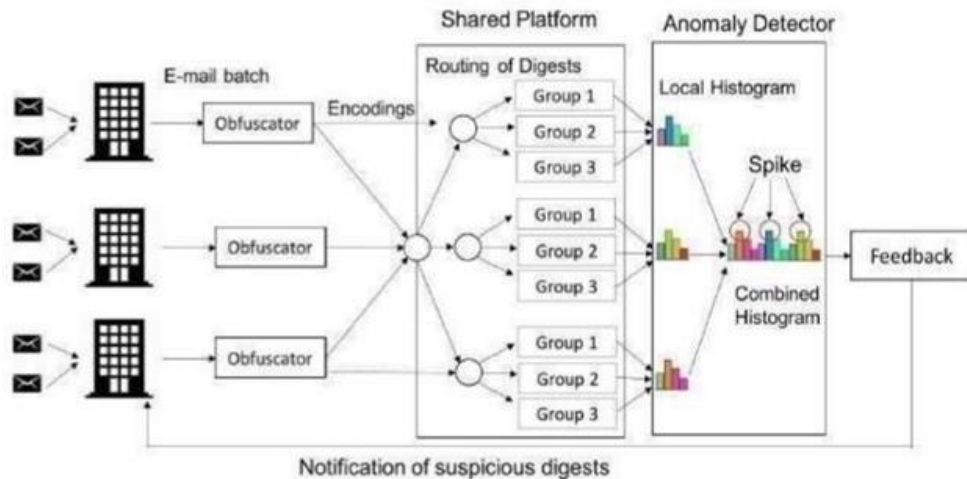 Shared Platform
Anomaly Detector
E-mail batch
Routing of Digests
Encodings
Obfuscator
Group 1
Group 2
Group 3
Local Histogram
Spike
Obfuscator
Group 1
Group 2
Group 3
Feedback
Combined
Histogram
Obfuscator
Group 1
Group 2
Group 3
Notification of suspicious digests